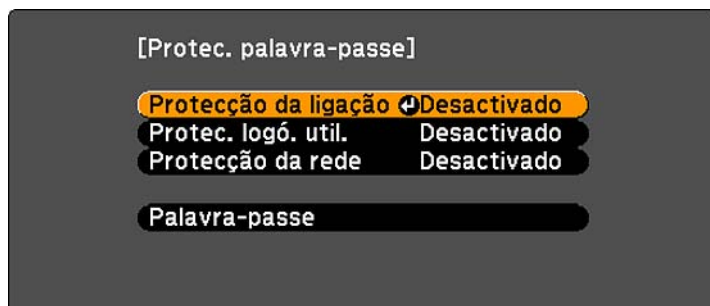 [Protec. palavra-passe]
Protecção da ligação Desactivado
Protec. logó. util. Desactivado
Protecção da rede Desactivado
Palavra-passe